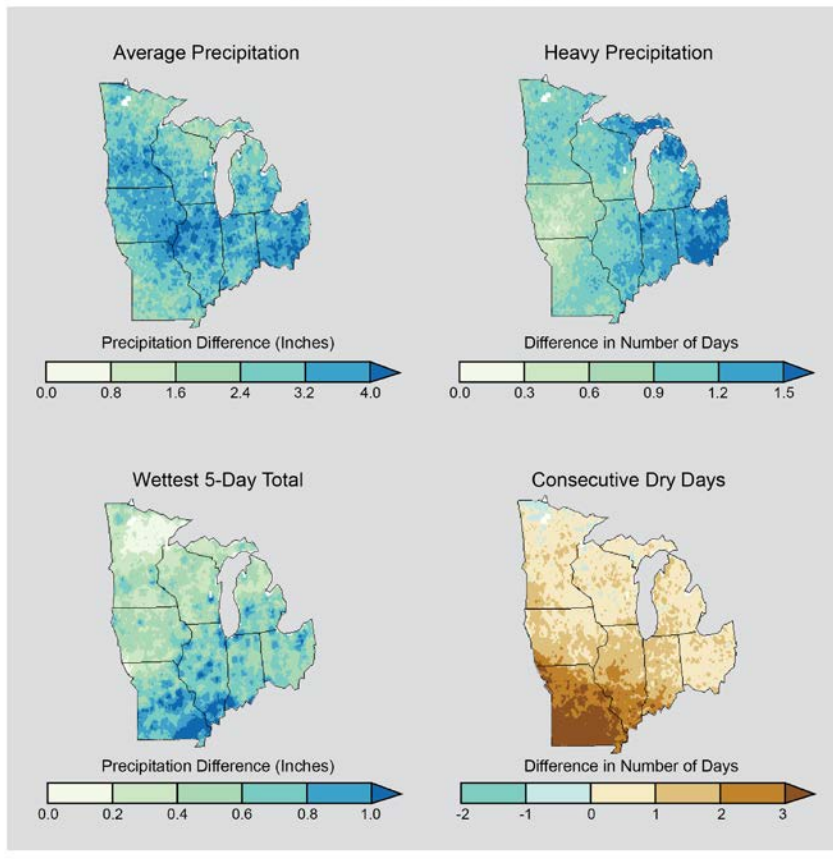 Average Precipitation
Heavy Precipitation
Precipitation Difference (Inches)
0.0 0.8 1.6 2.4 3.2 4.0
Difference in Number of Days
0.0 0.3 0.6 0.9 1.2 1.5
Wettest 5-Day Total
Consecutive Dry Days
Precipitation Difference (Inches)
0.0 0.2 0.4 0.6 0.8 1.0
Difference in Number of Days
-2 -1 0 1 2 3